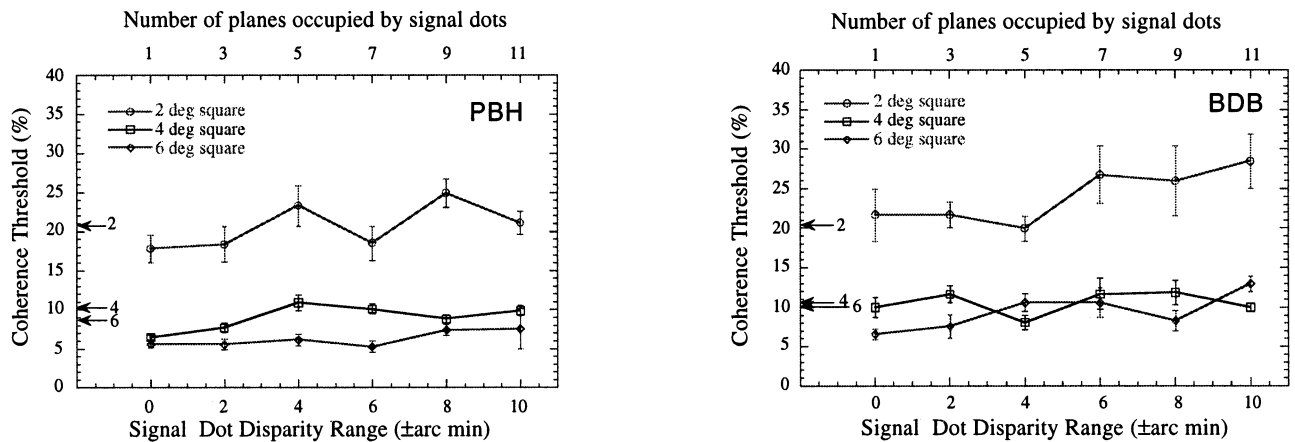 Number of planes occupied by signal dots
1 3 5 7 9 11
40
35
30
25
20
15
10
5
0
Coherence Threshold (%)
2 deg square
4 deg square
6 deg square
PBH
2
4
6
0 2 4 6 8 10
Signal Dot Disparity Range (±arc min)
Number of planes occupied by signal dots
1 3 5 7 9 11
40
35
30
25
20
15
10
5
0
Coherence Threshold (%)
2 deg square
4 deg square
6 deg square
BDB
2
4
6
0 2 4 6 8 10
Signal Dot Disparity Range (±arc min)